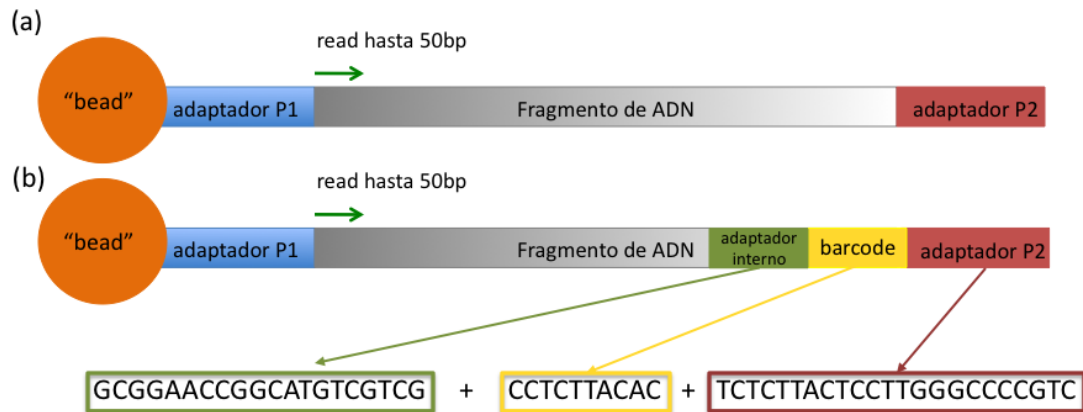 (a)
read hasta 50bp
“bead”
adaptador P1
Fragmento de ADN
adaptador P2
(b)
read hasta 50bp
“bead”
adaptador P1
Fragmento de ADN
adaptador
interno
barcode
adaptador P2
GCGGAACCGGCATGTCGTCG + CCTCTTACAC + TCTCTTACTCCTTGGGCCCCGTC